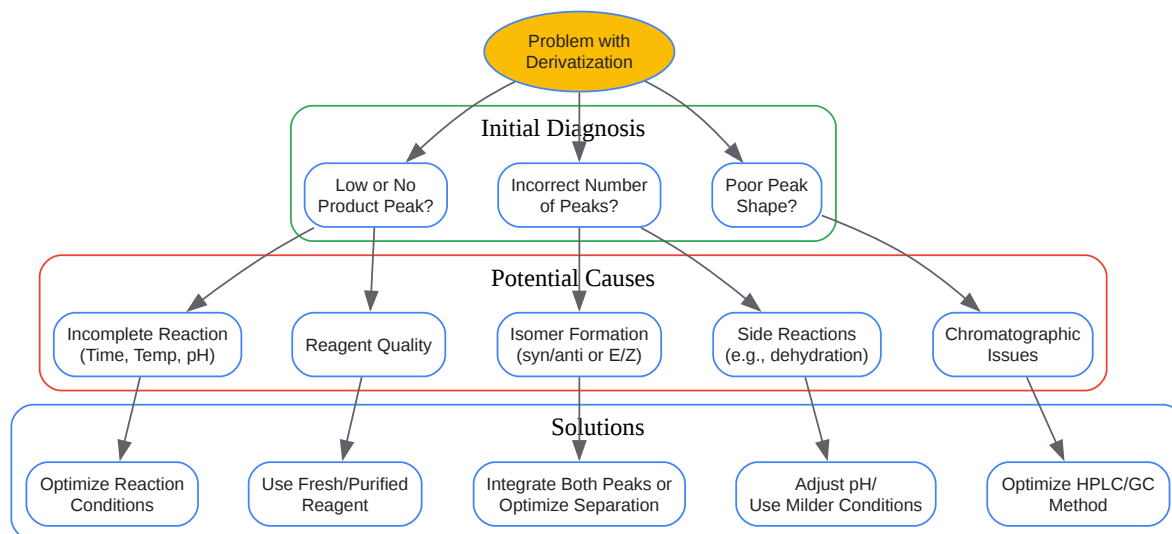 Problem with
Derivatization
Initial Diagnosis
Low or No
Product Peak?
Incorrect Number
of Peaks?
Poor Peak
Shape?
Potential Causes
Incomplete Reaction
(Time, Temp, pH)
Reagent Quality
Isomer Formation
(syn/anti or E/Z)
Side Reactions
(e.g., dehydration)
Chromatographic
Issues
Solutions
Optimize Reaction
Conditions
Use Fresh/Purified
Reagent
Integrate Both Peaks or
Optimize Separation
Adjust pH/
Use Milder Conditions
Optimize HPLC/GC
Method